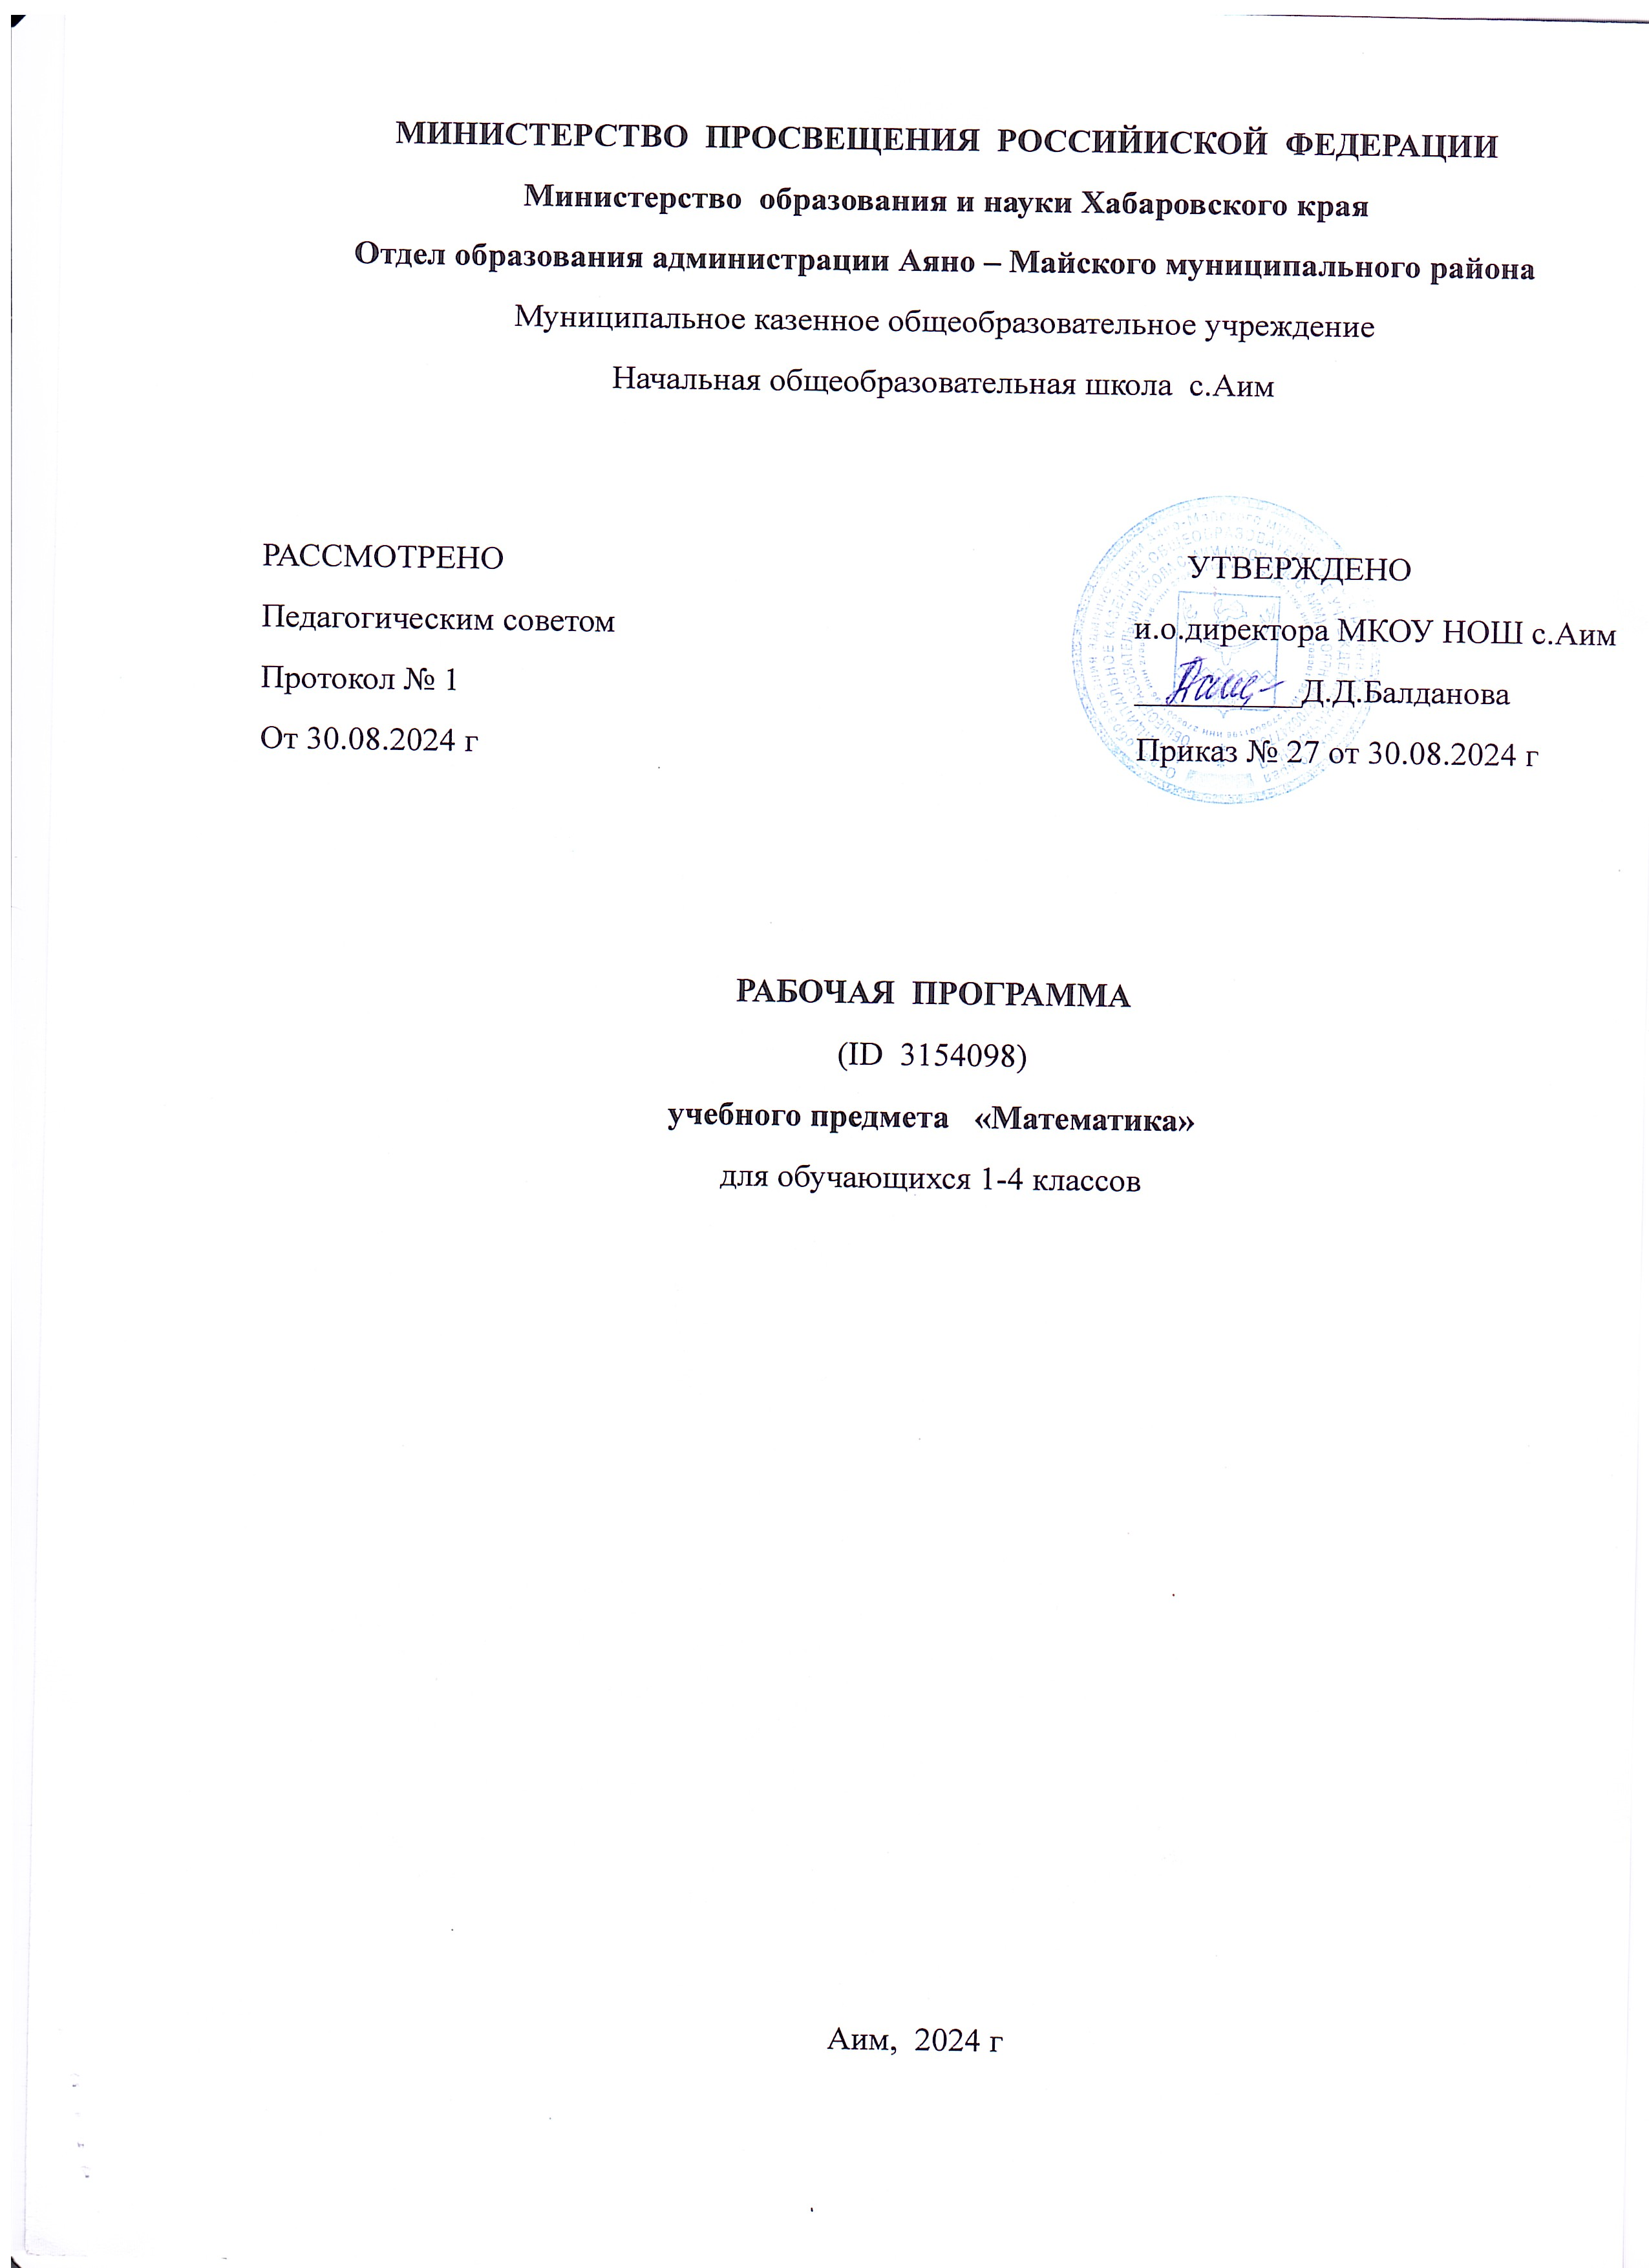 МИНИСТЕРСТВО ПРОСВЕЩЕНИЯ РОССИЙИСКОЙ ФЕДЕРАЦИИ
Министерство образования и науки Хабаровского края
Отдел образования администрации Аяно – Майского муниципального района
Муниципальное казенное общеобразовательное учреждение
Начальная общеобразовательная школа с.Аим
РАССМОТРЕНО
Педагогическим советом
Протокол № 1
От 30.08.2024 г
УТВЕРЖДЕНО
и.о.директора МКОУ НОШ с.Аим
Д.Д.Балданова
Приказ № 27 от 30.08.2024 г
РАБОЧАЯ ПРОГРАММА
(ID 3154098)
учебного предмета «Математика»
для обучающихся 1-4 классов
Аим, 2024 г